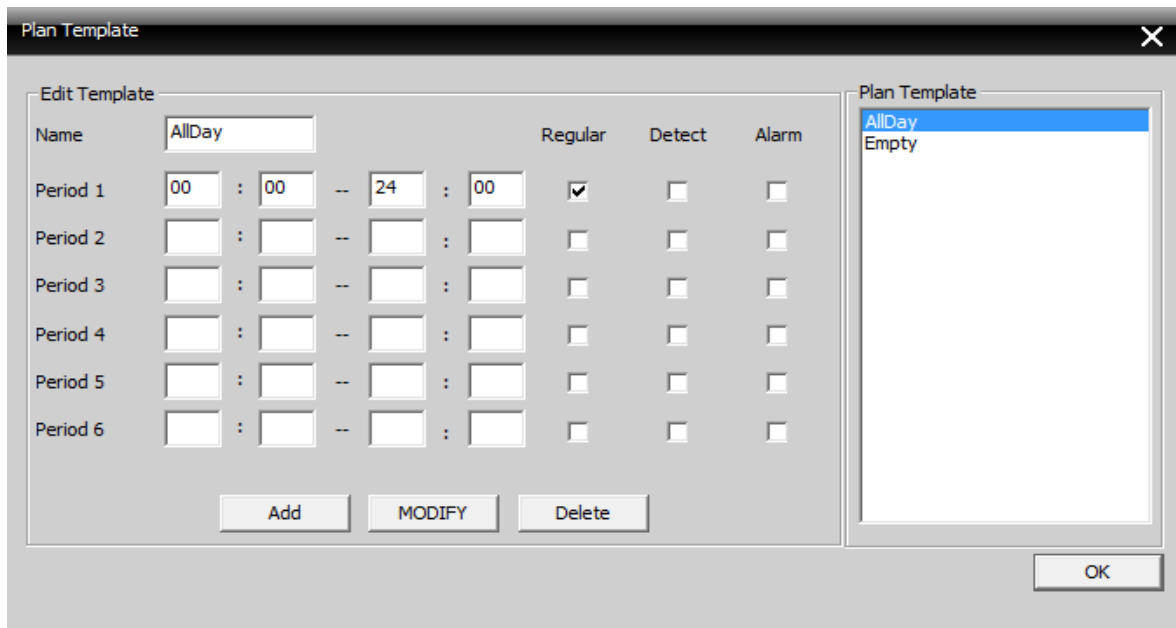 Plan Template
Edit Template
Name AllDay Regular Detect Alarm
Period 1 00 : 00 -- 24 : 00
Period 2 : -- :
Period 3 : -- :
Period 4 : -- :
Period 5 : -- :
Period 6 : -- :
Add MODIFY Delete
Plan Template
AllDay
Empty
OK